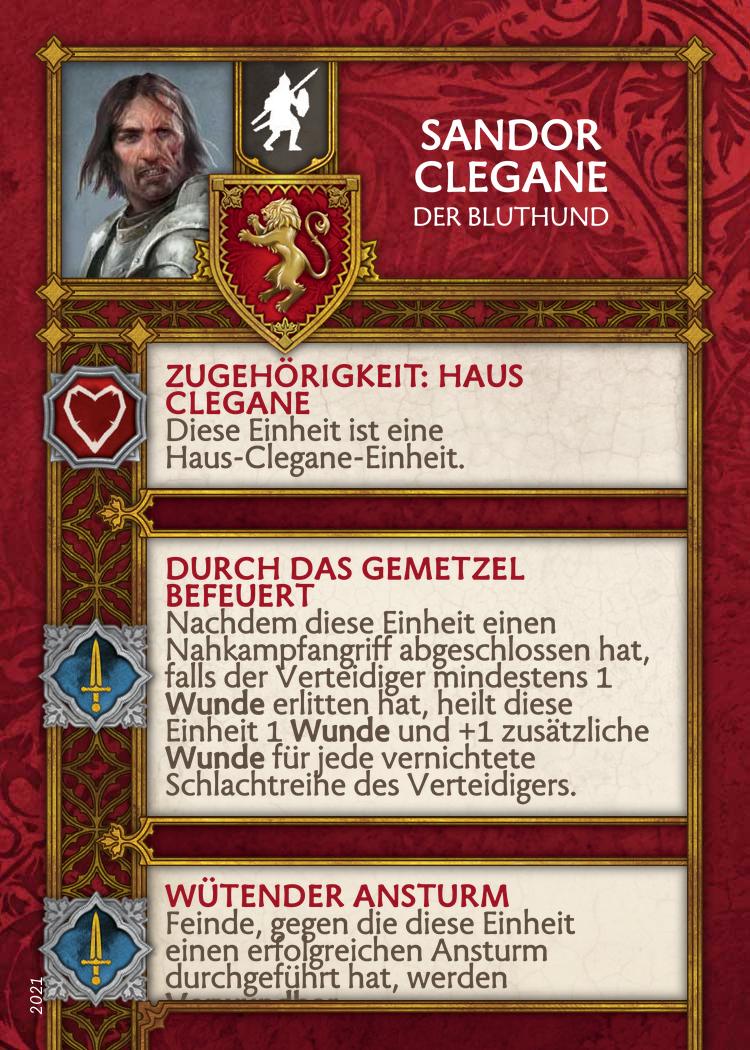 SANDOR
CLEGANE
DER BLUTHUND
ZUGEHÖRIGKEIT: HAUS
CLEGANE
Diese Einheit ist eine
Haus-Clegane-Einheit.
DURCH DAS GEMETZEL
BEFEUERT
Nachdem diese Einheit einen
Nahkampfangriff abgeschlossen hat,
falls der Verteidiger mindestens 1
Wunde erlitten hat, heilt diese
Einheit 1 Wunde und +1 zusätzliche
Wunde für jede vernichtete
Schlachtreihe des Verteidigers.
WÜTENDER ANSTURM
Feinde, gegen die diese Einheit
einen erfolgreichen Ansturm
durchgeführt hat, werden
2021